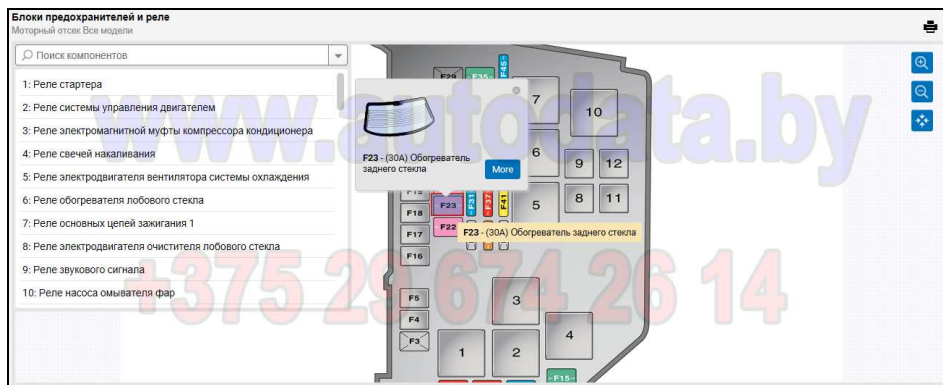 Блоки предохранителей и реле
Моторный отсек Все модели
Поиск компонентов
1: Реле стартера
2: Реле системы управления двигателем
3: Реле электромагнитной муфты компрессора кондиционера
4: Реле свечей накаливания
5: Реле электродвигателя вентилятора системы охлаждения
6: Реле обогревателя лобового стекла
7: Реле основных цепей зажигания 1
8: Реле электродвигателя очистителя лобового стекла
9: Реле звукового сигнала
10: Реле насоса омывателя фар
F29
F35
F45
7
10
F23 - (30A) Обогреватель
заднего стекла
More
6
9
12
F19
F18
F23
F31
F37
F41
5
8
11
F17
F22
F23 - (30A) Обогреватель заднего стекла
F16
F5
F4
F3
3
1
2
4
F15
www.autodata.by
+375 29 674 26 14